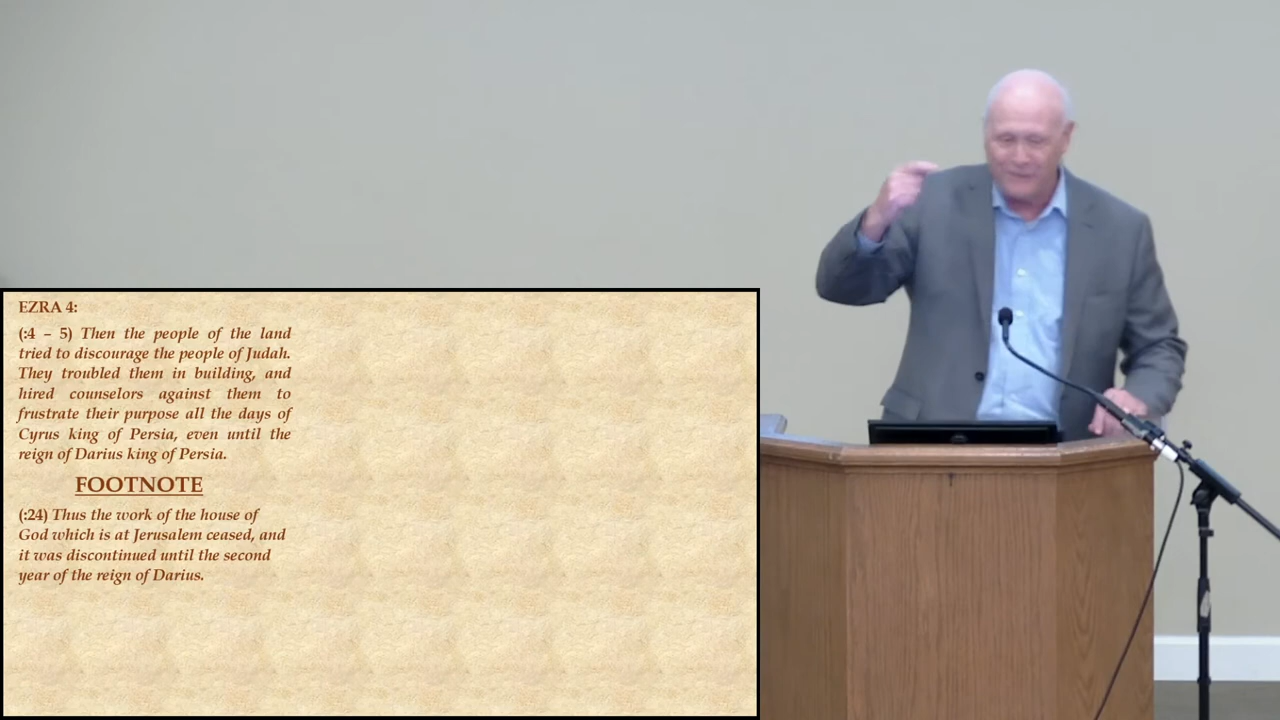 EZRA 4:
(:4 – 5) Then the people of the land
tried to discourage the people of Judah.
They troubled them in building, and
hired counselors against them to
frustrate their purpose all the days of
Cyrus king of Persia, even until the
reign of Darius king of Persia.
FOOTNOTE
(:24) Thus the work of the house of
God which is at Jerusalem ceased, and
it was discontinued until the second
year of the reign of Darius.